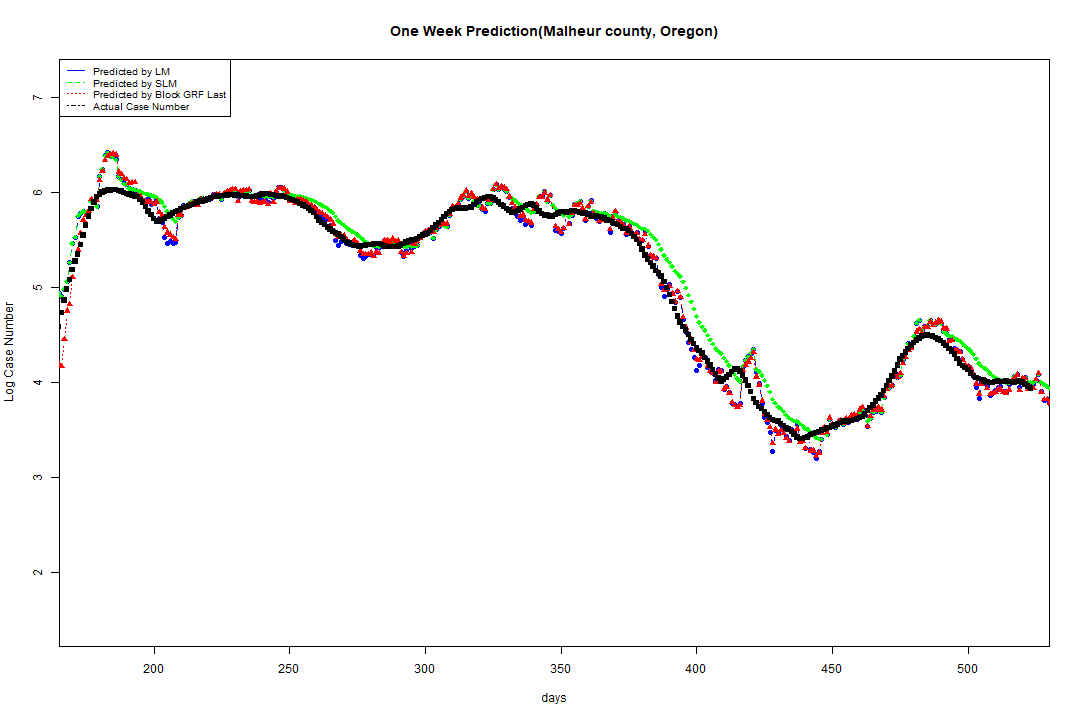 One Week Prediction(Malheur county, Oregon)
Predicted by LM
Predicted by SLM
Predicted by Block GRF Last
Actual Case Number
7
6
5
4
3
2
Log Case Number
200 250 300 350 400 450 500
days